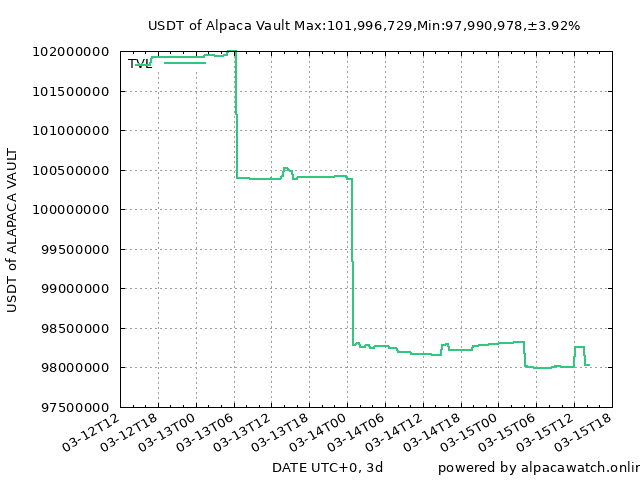 USDT of Alpaca Vault Max:101,996,729,Min:97,990,978,±3.92%
TVL
102000000
101500000
101000000
100500000
100000000
99500000
99000000
98500000
98000000
97500000
USDT of ALAPACA VAULT
03-12T12
03-12T18
03-13T00
03-13T06
03-13T12
03-13T18
03-14T00
03-14T06
03-14T12
03-14T18
03-15T00
03-15T06
03-15T12
03-15T18
DATE UTC+0, 3d
powered by alpacawatch.onlin